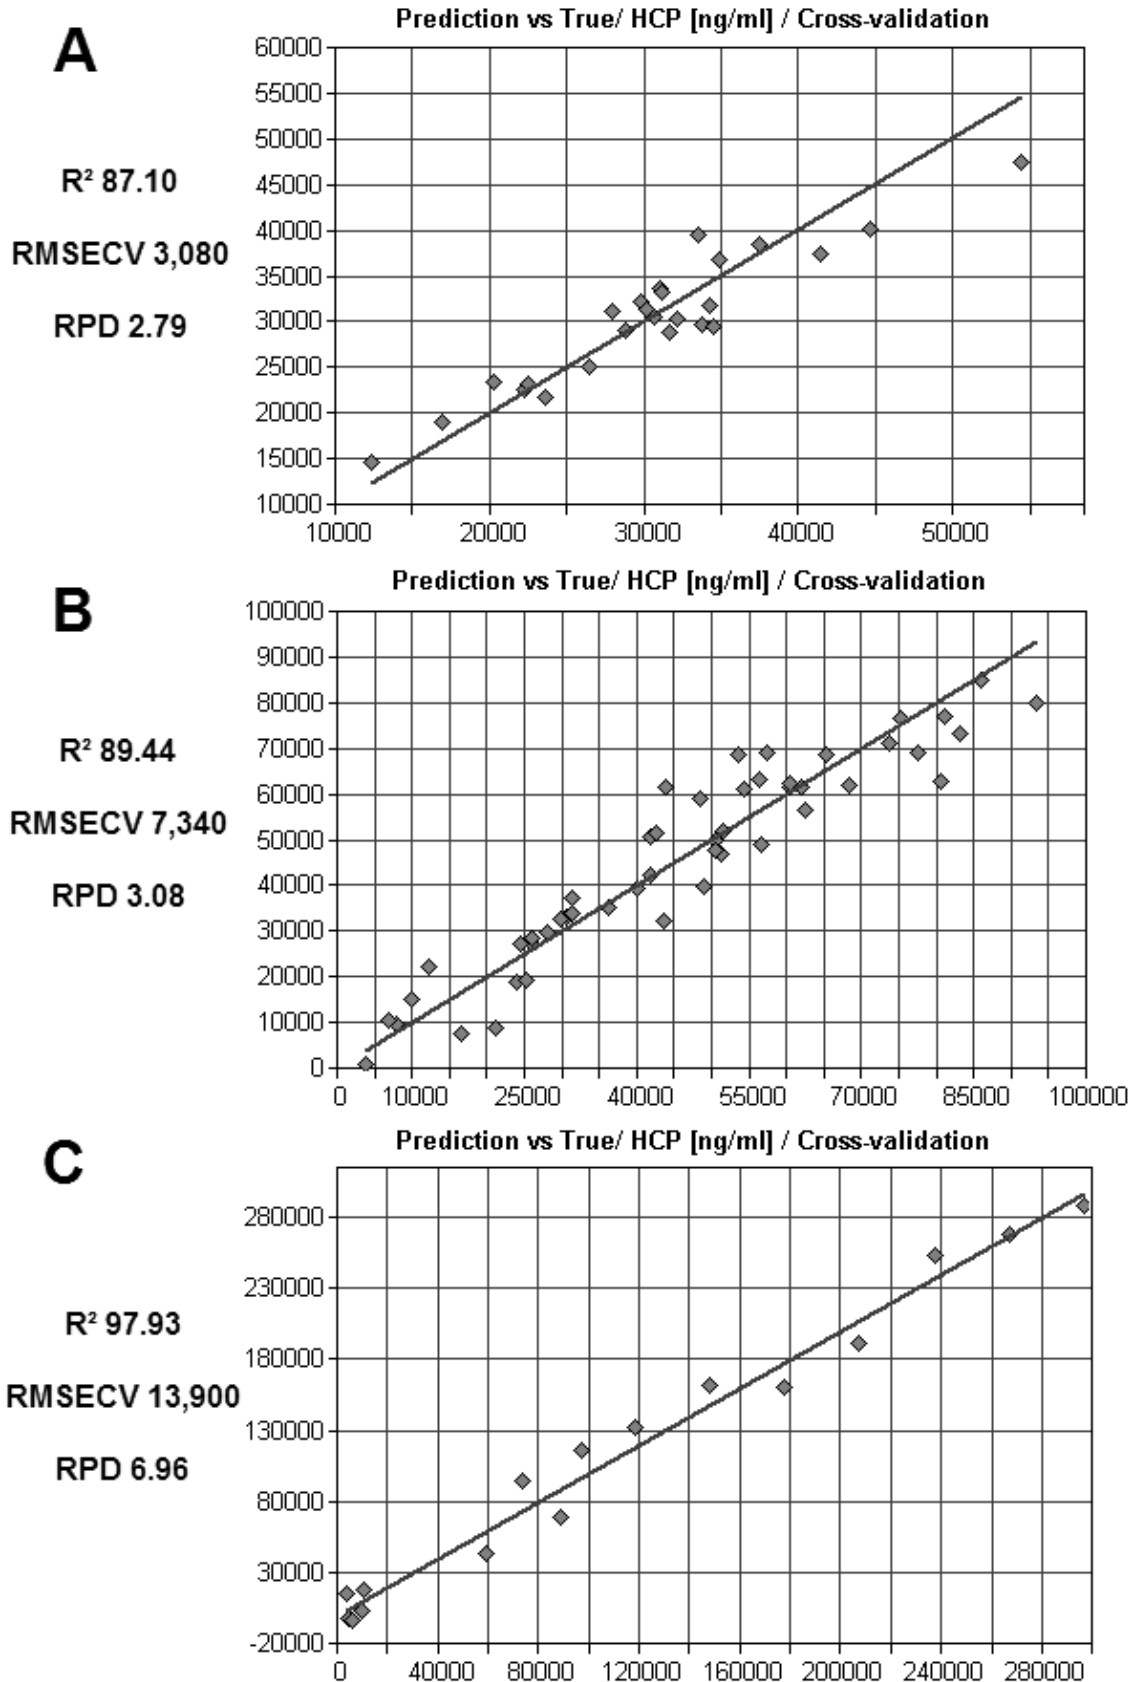 A
Prediction vs True/ HCP [ng/ml] / Cross-validation
R² 87.10
RMSECV 3,080
RPD 2.79
60000
55000
50000
45000
40000
35000
30000
25000
20000
15000
10000
10000 20000 30000 40000 50000
B
Prediction vs True/ HCP [ng/ml] / Cross-validation
R² 89.44
RMSECV 7,340
RPD 3.08
100000
90000
80000
70000
60000
50000
40000
30000
20000
10000
0
0 10000 25000 40000 55000 70000 85000 100000
C
Prediction vs True/ HCP [ng/ml] / Cross-validation
R² 97.93
RMSECV 13,900
RPD 6.96
280000
230000
180000
130000
80000
30000
-20000
0 40000 80000 120000 160000 200000 240000 280000